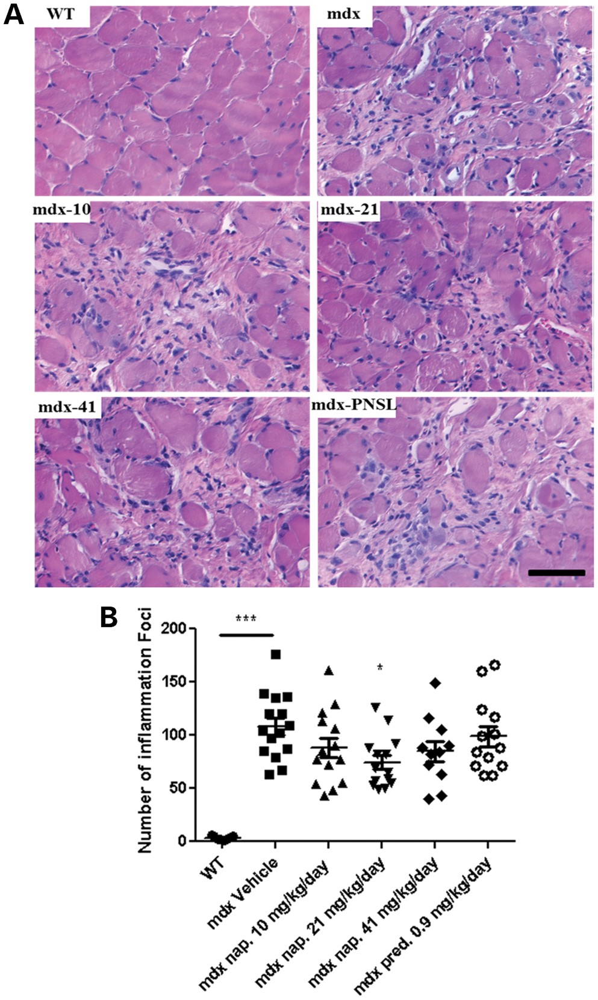 A
WT
mdx
mdx-10
mdx-21
mdx-41
mdx-PNSL
B
Number of inflammation Foci
200
150
100
50
0
***
*
WT
mdx Vehicle
mdx nap. 10 mg/kg/day
mdx nap. 21 mg/kg/day
mdx nap. 41 mg/kg/day
mdx pred. 0.9 mg/kg/day